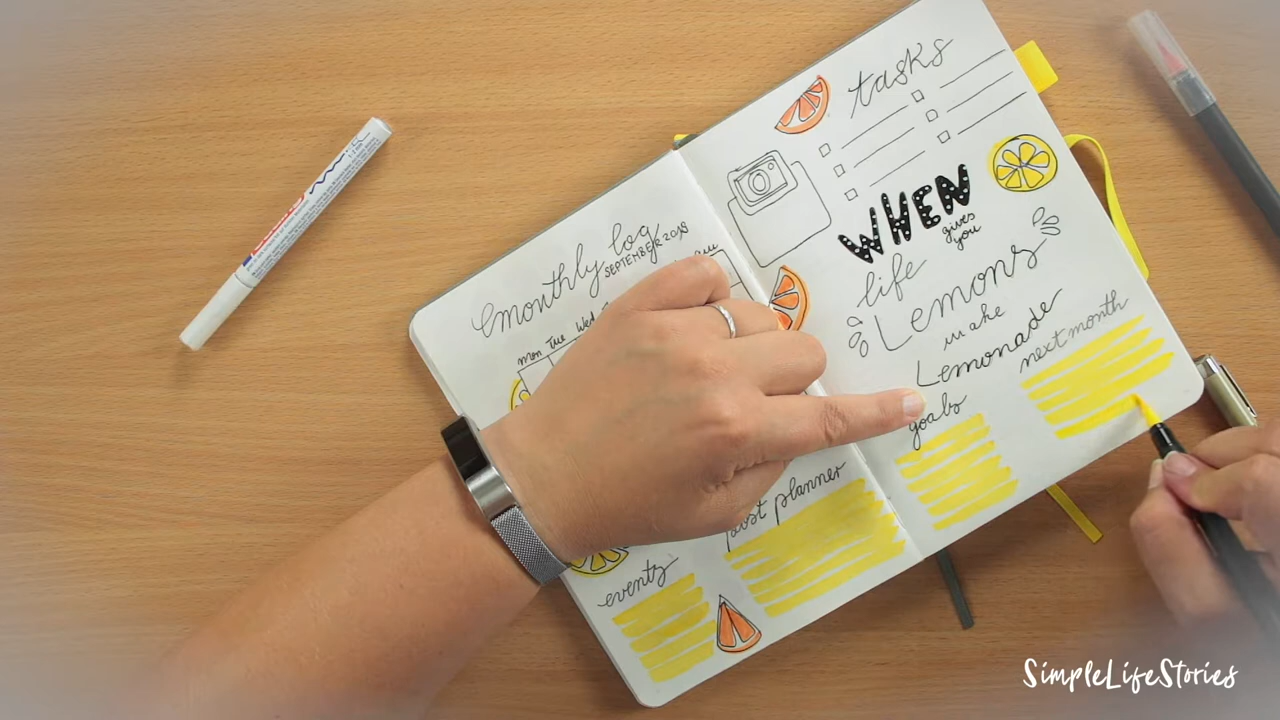 monthly log
SEPTEMBER 2018
mon Tue Wed
events
post planner
tasks
WHEN
gives
you
life
Lemons
make
Lemonade
goals
next month
SimpleLifeStories